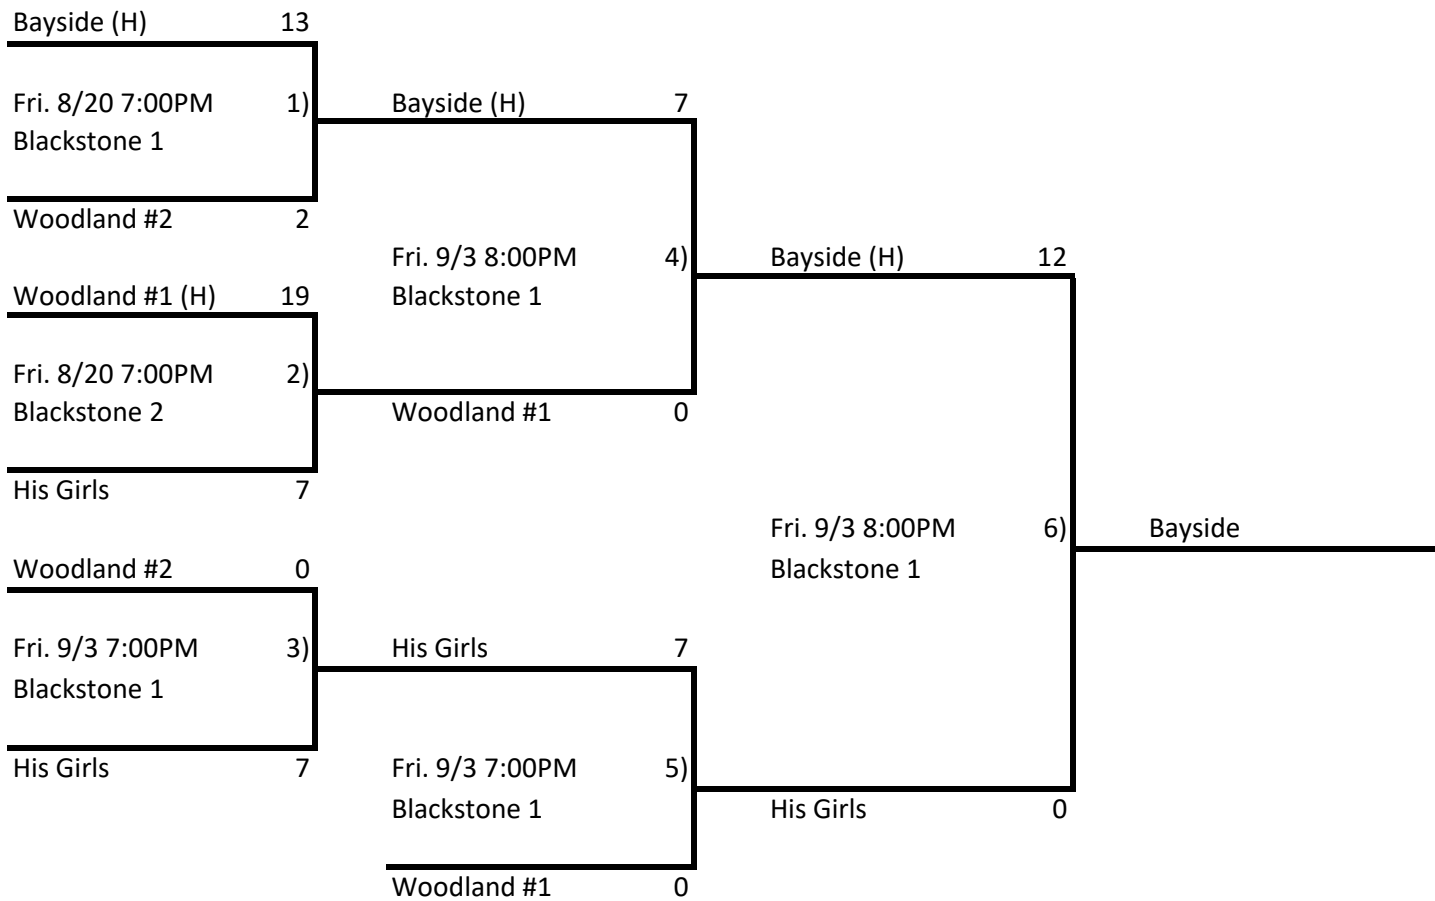 Bayside (H) 13
Fri. 8/20 7:00PM 1)
Blackstone 1
Woodland #2 2
Woodland #1 (H) 19
Fri. 8/20 7:00PM 2)
Blackstone 2
His Girls 7
Woodland #2 0
Fri. 9/3 7:00PM 3)
Blackstone 1
His Girls 7
Bayside (H) 7
Fri. 9/3 8:00PM 4)
Blackstone 1
Woodland #1 0
His Girls 7
Fri. 9/3 7:00PM 5)
Blackstone 1
Woodland #1 0
Bayside (H) 12
Fri. 9/3 8:00PM 6)
Blackstone 1
His Girls 0
Bayside